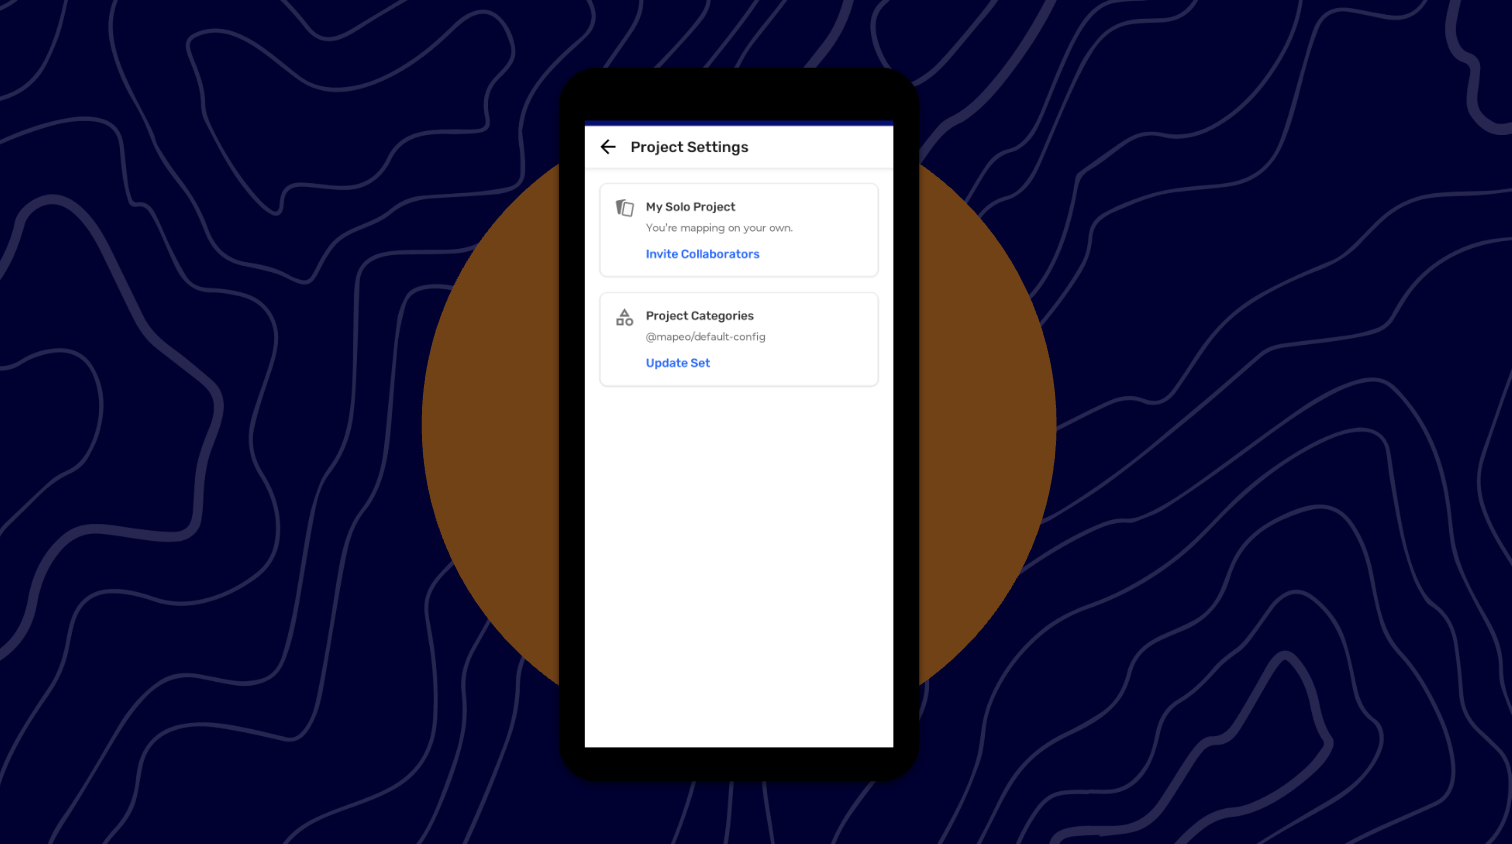 Project Settings
My Solo Project
You're mapping on your own.
Invite Collaborators
Project Categories
@mapeo/default-config
Update Set